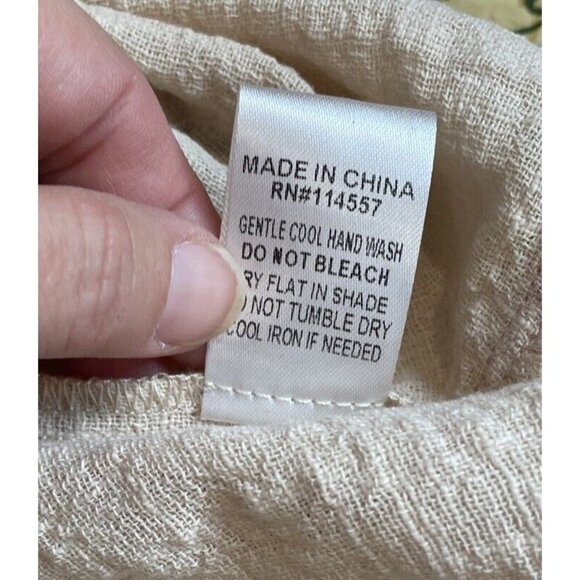 MADE IN CHINA
RN#114557
GENTLE COOL HAND WASH
DO NOT BLEACH
RY FLAT IN SHADE
O NOT TUMBLE DRY
COOL IRON IF NEEDED